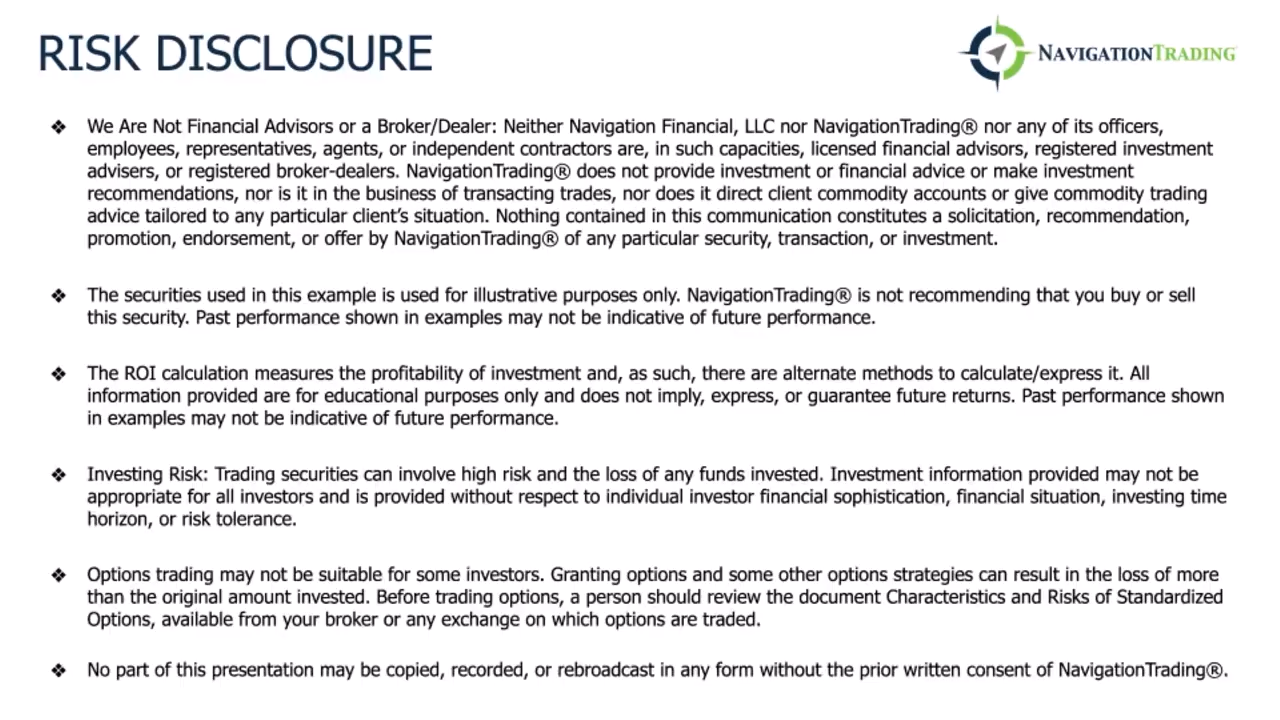 RISK DISCLOSURE
NAVIGATIONTRADING
❖ We Are Not Financial Advisors or a Broker/Dealer: Neither Navigation Financial, LLC nor NavigationTrading® nor any of its officers,
employees, representatives, agents, or independent contractors are, in such capacities, licensed financial advisors, registered investment
advisers, or registered broker-dealers. NavigationTrading® does not provide investment or financial advice or make investment
recommendations, nor is it in the business of transacting trades, nor does it direct client commodity accounts or give commodity trading
advice tailored to any particular client’s situation. Nothing contained in this communication constitutes a solicitation, recommendation,
promotion, endorsement, or offer by NavigationTrading® of any particular security, transaction, or investment.
❖ The securities used in this example is used for illustrative purposes only. NavigationTrading® is not recommending that you buy or sell
this security. Past performance shown in examples may not be indicative of future performance.
❖ The ROI calculation measures the profitability of investment and, as such, there are alternate methods to calculate/express it. All
information provided are for educational purposes only and does not imply, express, or guarantee future returns. Past performance shown
in examples may not be indicative of future performance.
❖ Investing Risk: Trading securities can involve high risk and the loss of any funds invested. Investment information provided may not be
appropriate for all investors and is provided without respect to individual investor financial sophistication, financial situation, investing time
horizon, or risk tolerance.
❖ Options trading may not be suitable for some investors. Granting options and some other options strategies can result in the loss of more
than the original amount invested. Before trading options, a person should review the document Characteristics and Risks of Standardized
Options, available from your broker or any exchange on which options are traded.
❖ No part of this presentation may be copied, recorded, or rebroadcast in any form without the prior written consent of NavigationTrading®.